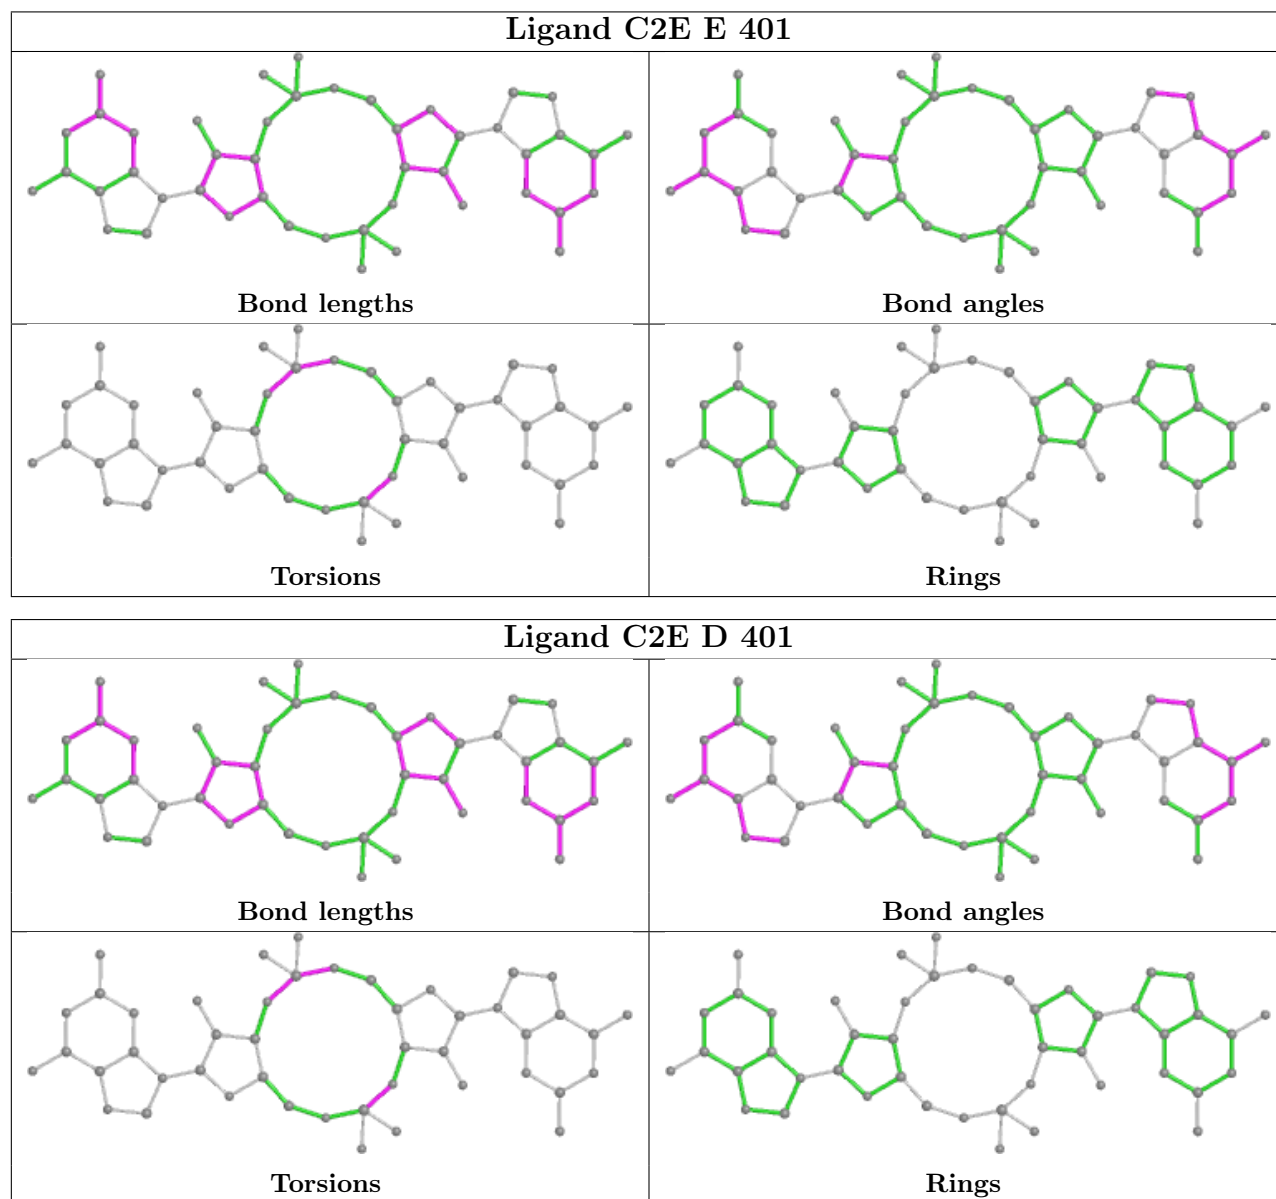 Ligand C2E E 401
Bond lengths
Bond angles
Torsions
Rings
Ligand C2E D 401
Bond lengths
Bond angles
Torsions
Rings